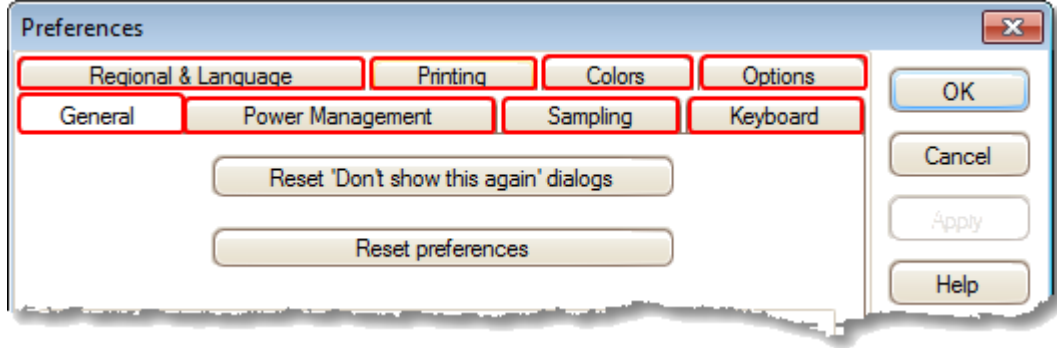 Preferences
Regional & Language Printing Colors Options
General Power Management Sampling Keyboard
Reset 'Don't show this again' dialogs
Reset preferences
OK
Cancel
Apply
Help